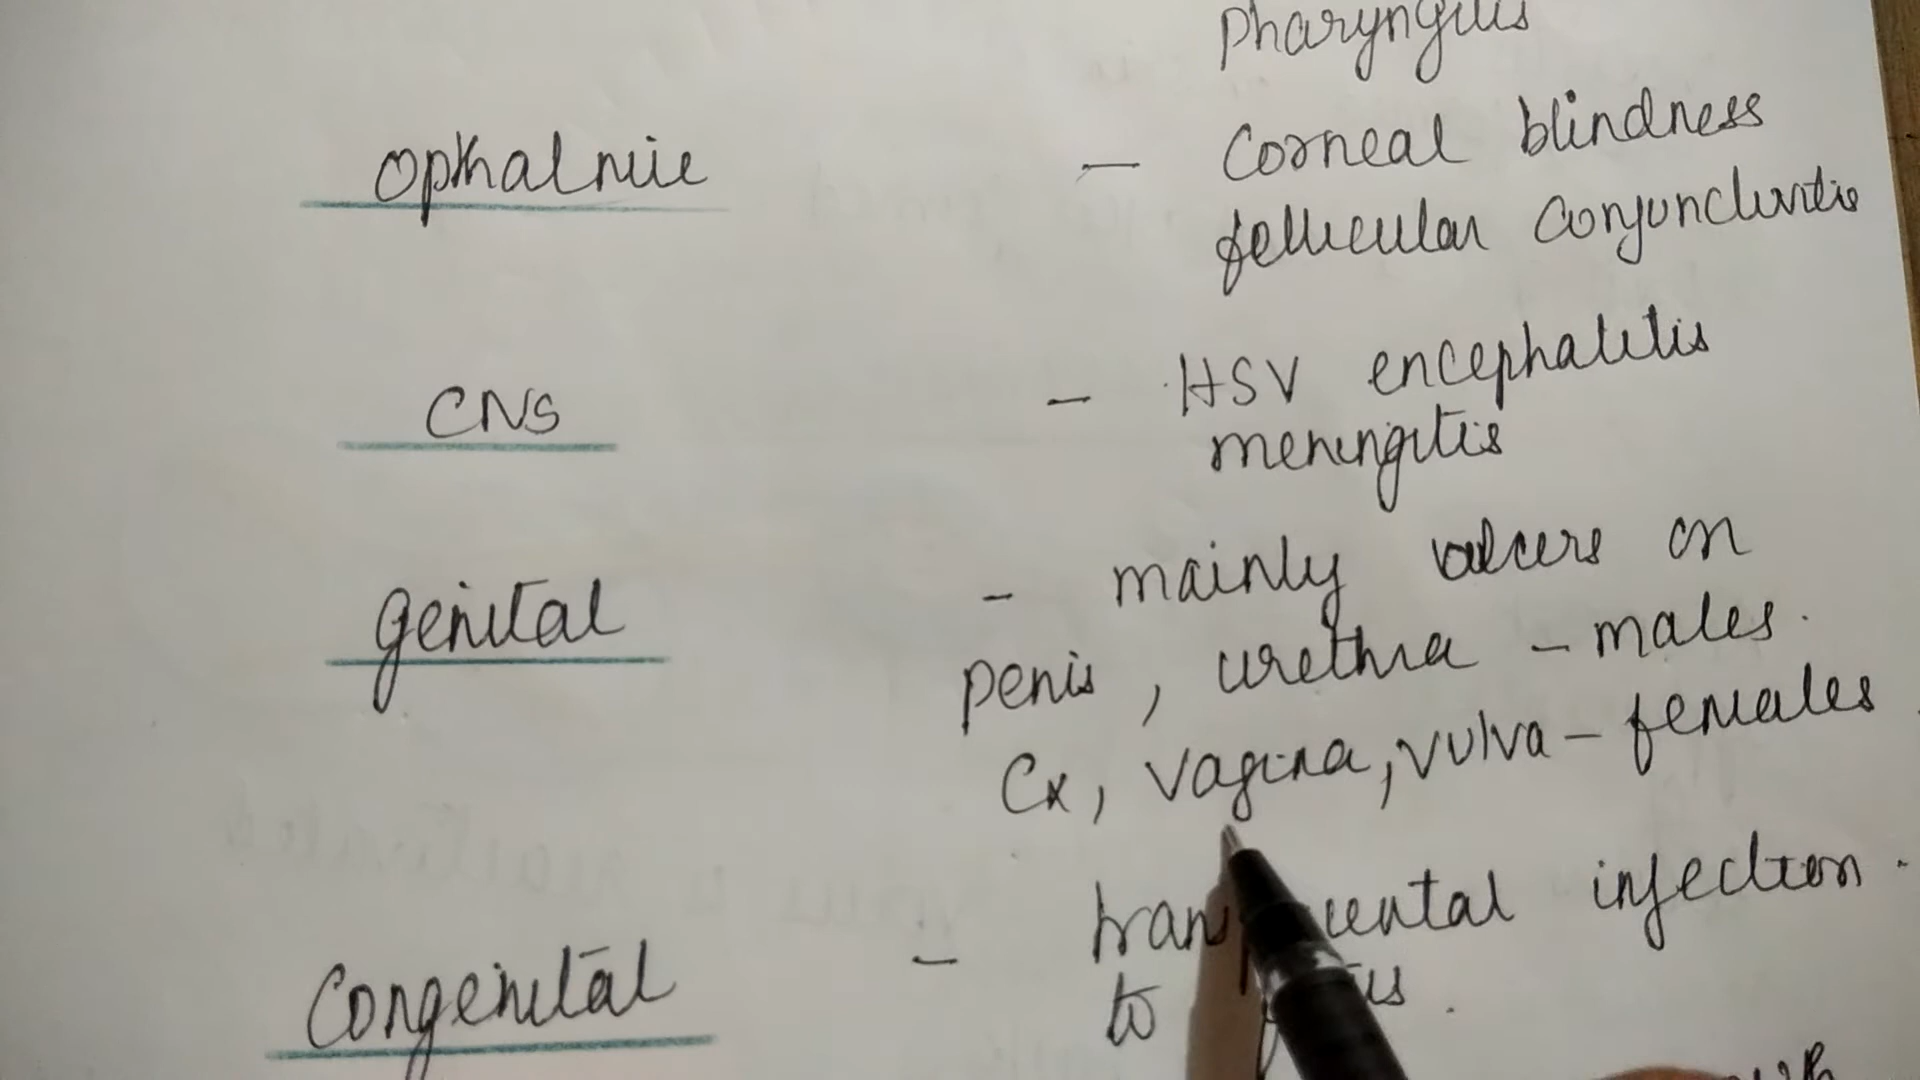 Pharyngitis
Ophalmic — Corneal blindness
follicular Conjunctivitis
CNS — HSV encephalitis
meningitis
genital — mainly ulcers on
penis, urethra — males.
Cx, vagina, vulva — females
Congenital — infection.
to